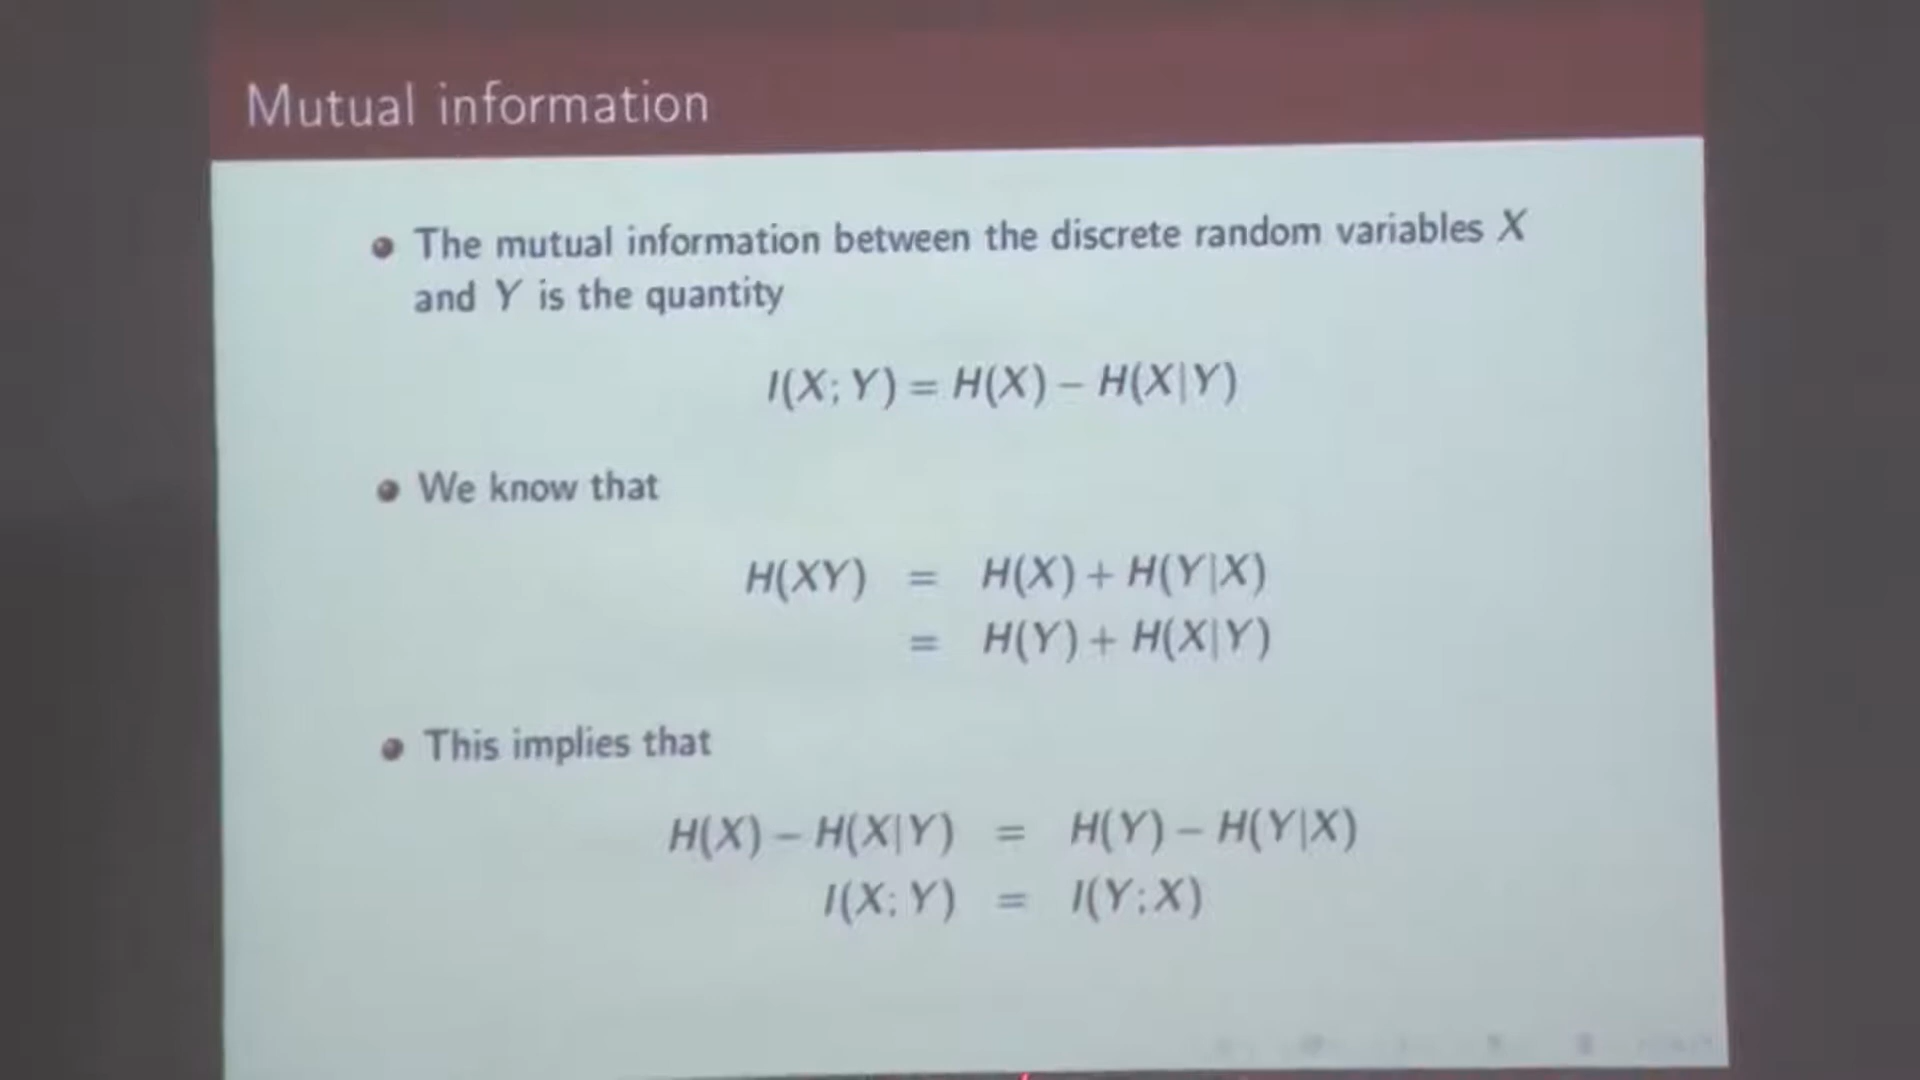 Mutual information
The mutual information between the discrete random variables X
and Y is the quantity
I(X; Y) = H(X) − H(X|Y)
We know that
H(XY) = H(X) + H(Y|X)
= H(Y) + H(X|Y)
This implies that
H(X) − H(X|Y) = H(Y) − H(Y|X)
I(X; Y) = I(Y; X)